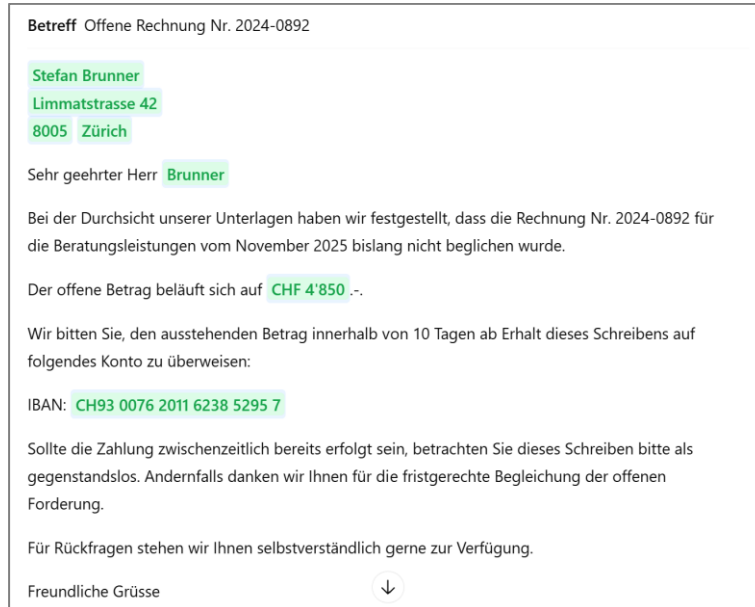 Betreff Offene Rechnung Nr. 2024-0892
Stefan Brunner
Limmatstrasse 42
8005 Zürich
Sehr geehrter Herr Brunner
Bei der Durchsicht unserer Unterlagen haben wir festgestellt, dass die Rechnung Nr. 2024-0892 für
die Beratungsleistungen vom November 2025 bislang nicht beglichen wurde.
Der offene Betrag beläuft sich auf CHF 4'850.-.
Wir bitten Sie, den ausstehenden Betrag innerhalb von 10 Tagen ab Erhalt dieses Schreibens auf
folgendes Konto zu überweisen:
IBAN: CH93 0076 2011 6238 5295 7
Sollte die Zahlung zwischenzeitlich bereits erfolgt sein, betrachten Sie dieses Schreiben bitte als
gegenstandslos. Andernfalls danken wir Ihnen für die fristgerechte Begleichung der offenen
Forderung.
Für Rückfragen stehen wir Ihnen selbstverständlich gerne zur Verfügung.
Freundliche Grüsse